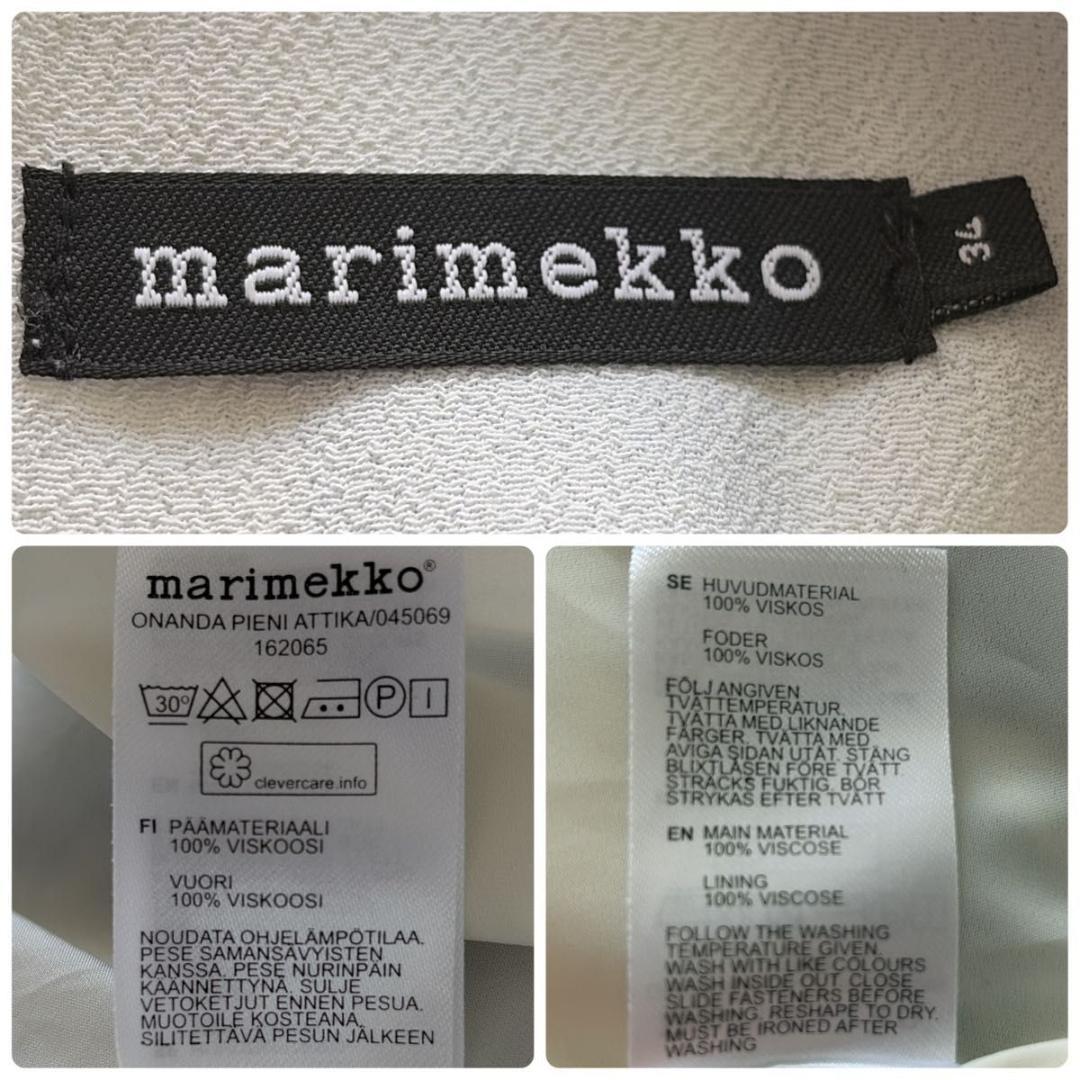 marimekko
34
marimekko®
ONANDA PIENI ATTIKA/045069
162065
30°
P
clevercare.info
FI PÄÄMATERIAALI
100% VISKOOSI
VUORI
100% VISKOOSI
NOUDATA OHJELÄMPÖTILAA.
PESE SAMANSÄVYISTEN
KANSSA. PESE NURINPÄIN
KÄÄNNETTYNÄ. SULJE
VETOKETJUT ENNEN PESUA.
MUOTOILE KOSTEANA.
SILITETTÄVÄ PESUN JÄLKEEN
SE HUVUDMATERIAL
100% VISKOS
FODER
100% VISKOS
FÖLJ ANGIVEN
TVÄTTEMPERATUR.
TVÄTTA MED LIKNANDE
FÄRGER. TVÄTTA MED
AVIGA SIDAN UTÅT. STÄNG
BLIXTLÅSEN FÖRE TVÄTT.
STRÄCKS FUKTIG. BÖR
STRYKAS EFTER TVÄTT
EN MAIN MATERIAL
100% VISCOSE
LINING
100% VISCOSE
FOLLOW THE WASHING
TEMPERATURE GIVEN.
WASH WITH LIKE COLOURS
WASH INSIDE OUT. CLOSE
SLIDE FASTENERS BEFORE
WASHING. RESHAPE TO DRY.
MUST BE IRONED AFTER
WASHING